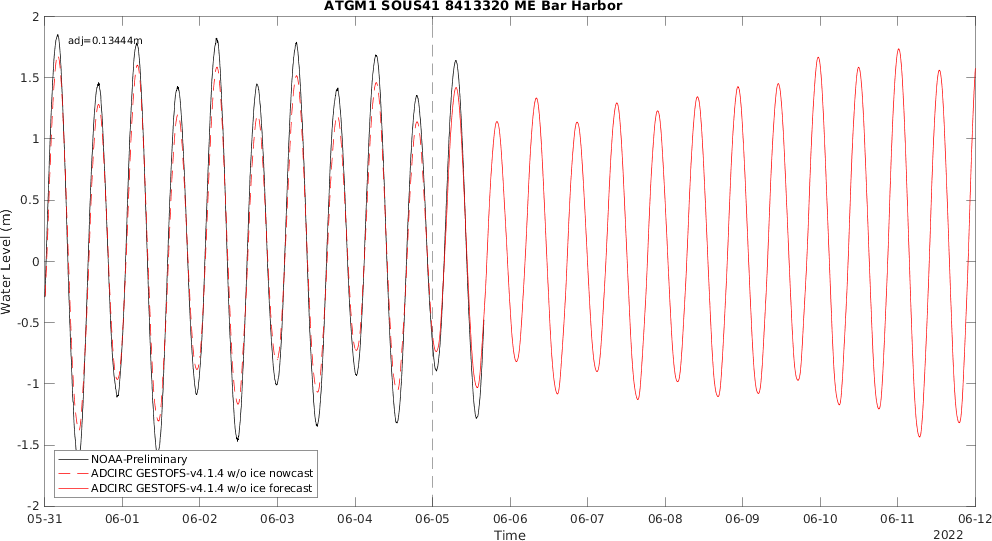 ATGM1 SOUS41 8413320 ME Bar Harbor
adj=0.13444m
2
1.5
1
0.5
0
-0.5
-1
-1.5
-2
Water Level (m)
NOAA-Preliminary
ADCIRC GESTOFS-v4.1.4 w/o ice nowcast
ADCIRC GESTOFS-v4.1.4 w/o ice forecast
05-31 06-01 06-02 06-03 06-04 06-05 06-06 06-07 06-08 06-09 06-10 06-11 06-12
Time
2022